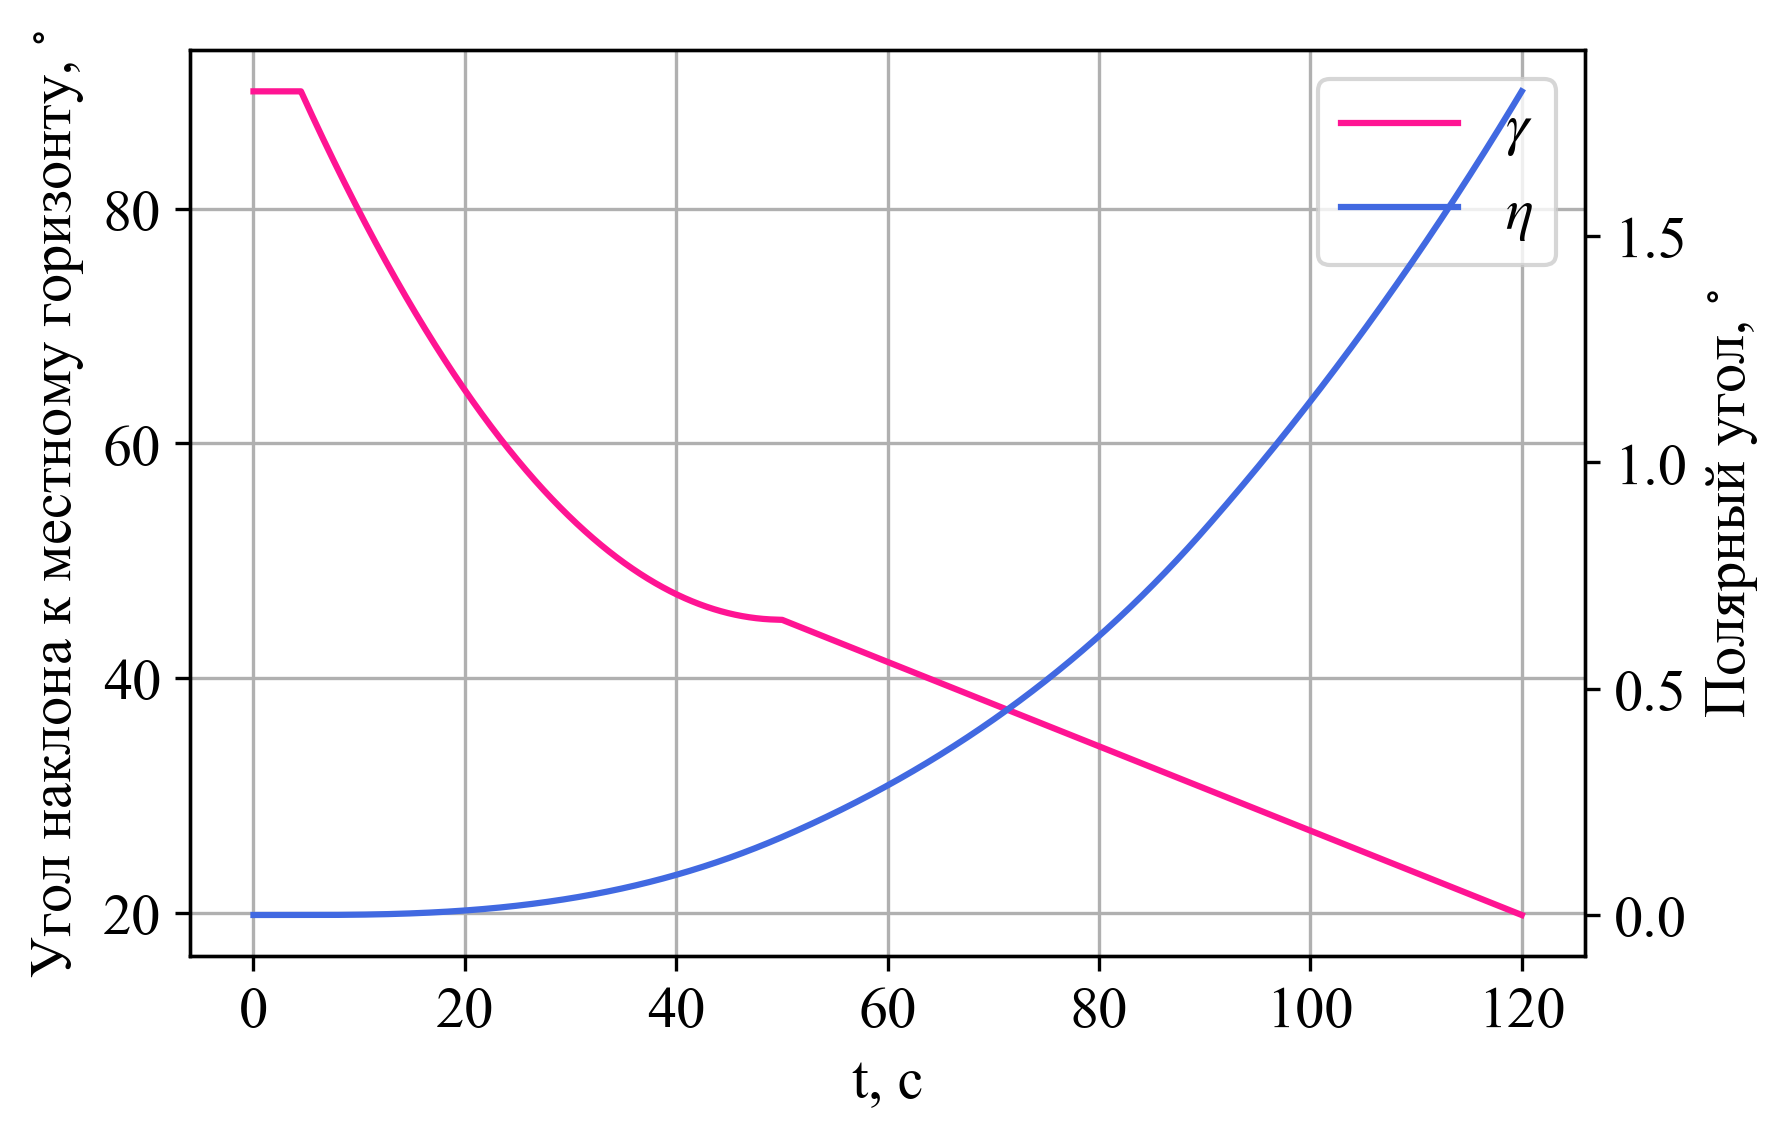 Угол наклона к местному горизонту, °
80
60
40
20
0 20 40 60 80 100 120
t, с
γ
η
1.5
1.0
0.5
0.0
Полярный угол, °